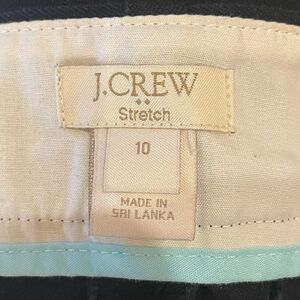 J.CREW
Stretch
10
MADE IN
SRI LANKA